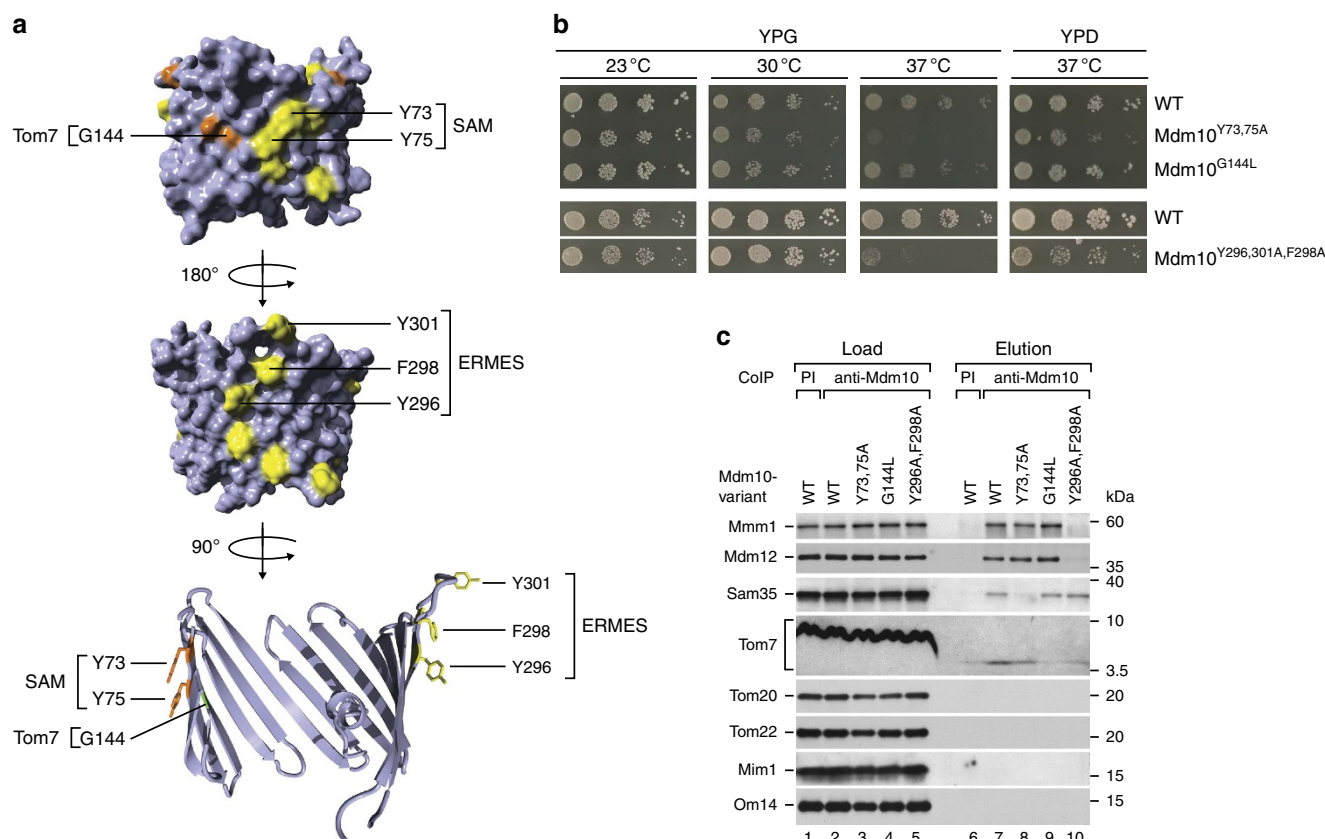 a
Tom7 [G144
Y73
Y75
SAM
180°
Y301
F298
Y296
ERMES
90°
Y301
F298
Y296
ERMES
SAM
Y73
Y75
Tom7 [G144
b
YPG YPD
23 °C 30 °C 37 °C 37 °C
WT
Mdm10Y73,75A
Mdm10G144L
WT
Mdm10Y296,301A,F298A
c
Load Elution
CoIP PI anti-Mdm10 PI anti-Mdm10
Mdm10-
variant
WT WT Y73,75A G144L Y296A,F298A WT WT Y73,75A G144L Y296A,F298A
kDa
Mmm1 60
Mdm12 35
Sam35 40
Tom7 10
3.5
Tom20 20
Tom22 20
Mim1 15
Om14 15
1 2 3 4 5 6 7 8 9 10